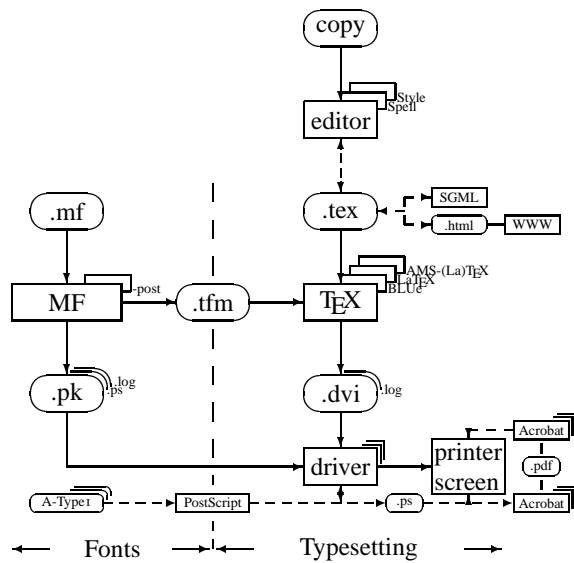 copy
Style
Spell
editor
SGML
.mf
.tex
.html
WWW
AMS-(La)TEX
LaTEX
BLUe
-post
MF
.tfm
TEX
.log
.ps
.pk
.dvi
.log
Acrobat
printer
screen
driver
.pdf
A-Type1
PostScript
.ps
Acrobat
Fonts
Typesetting